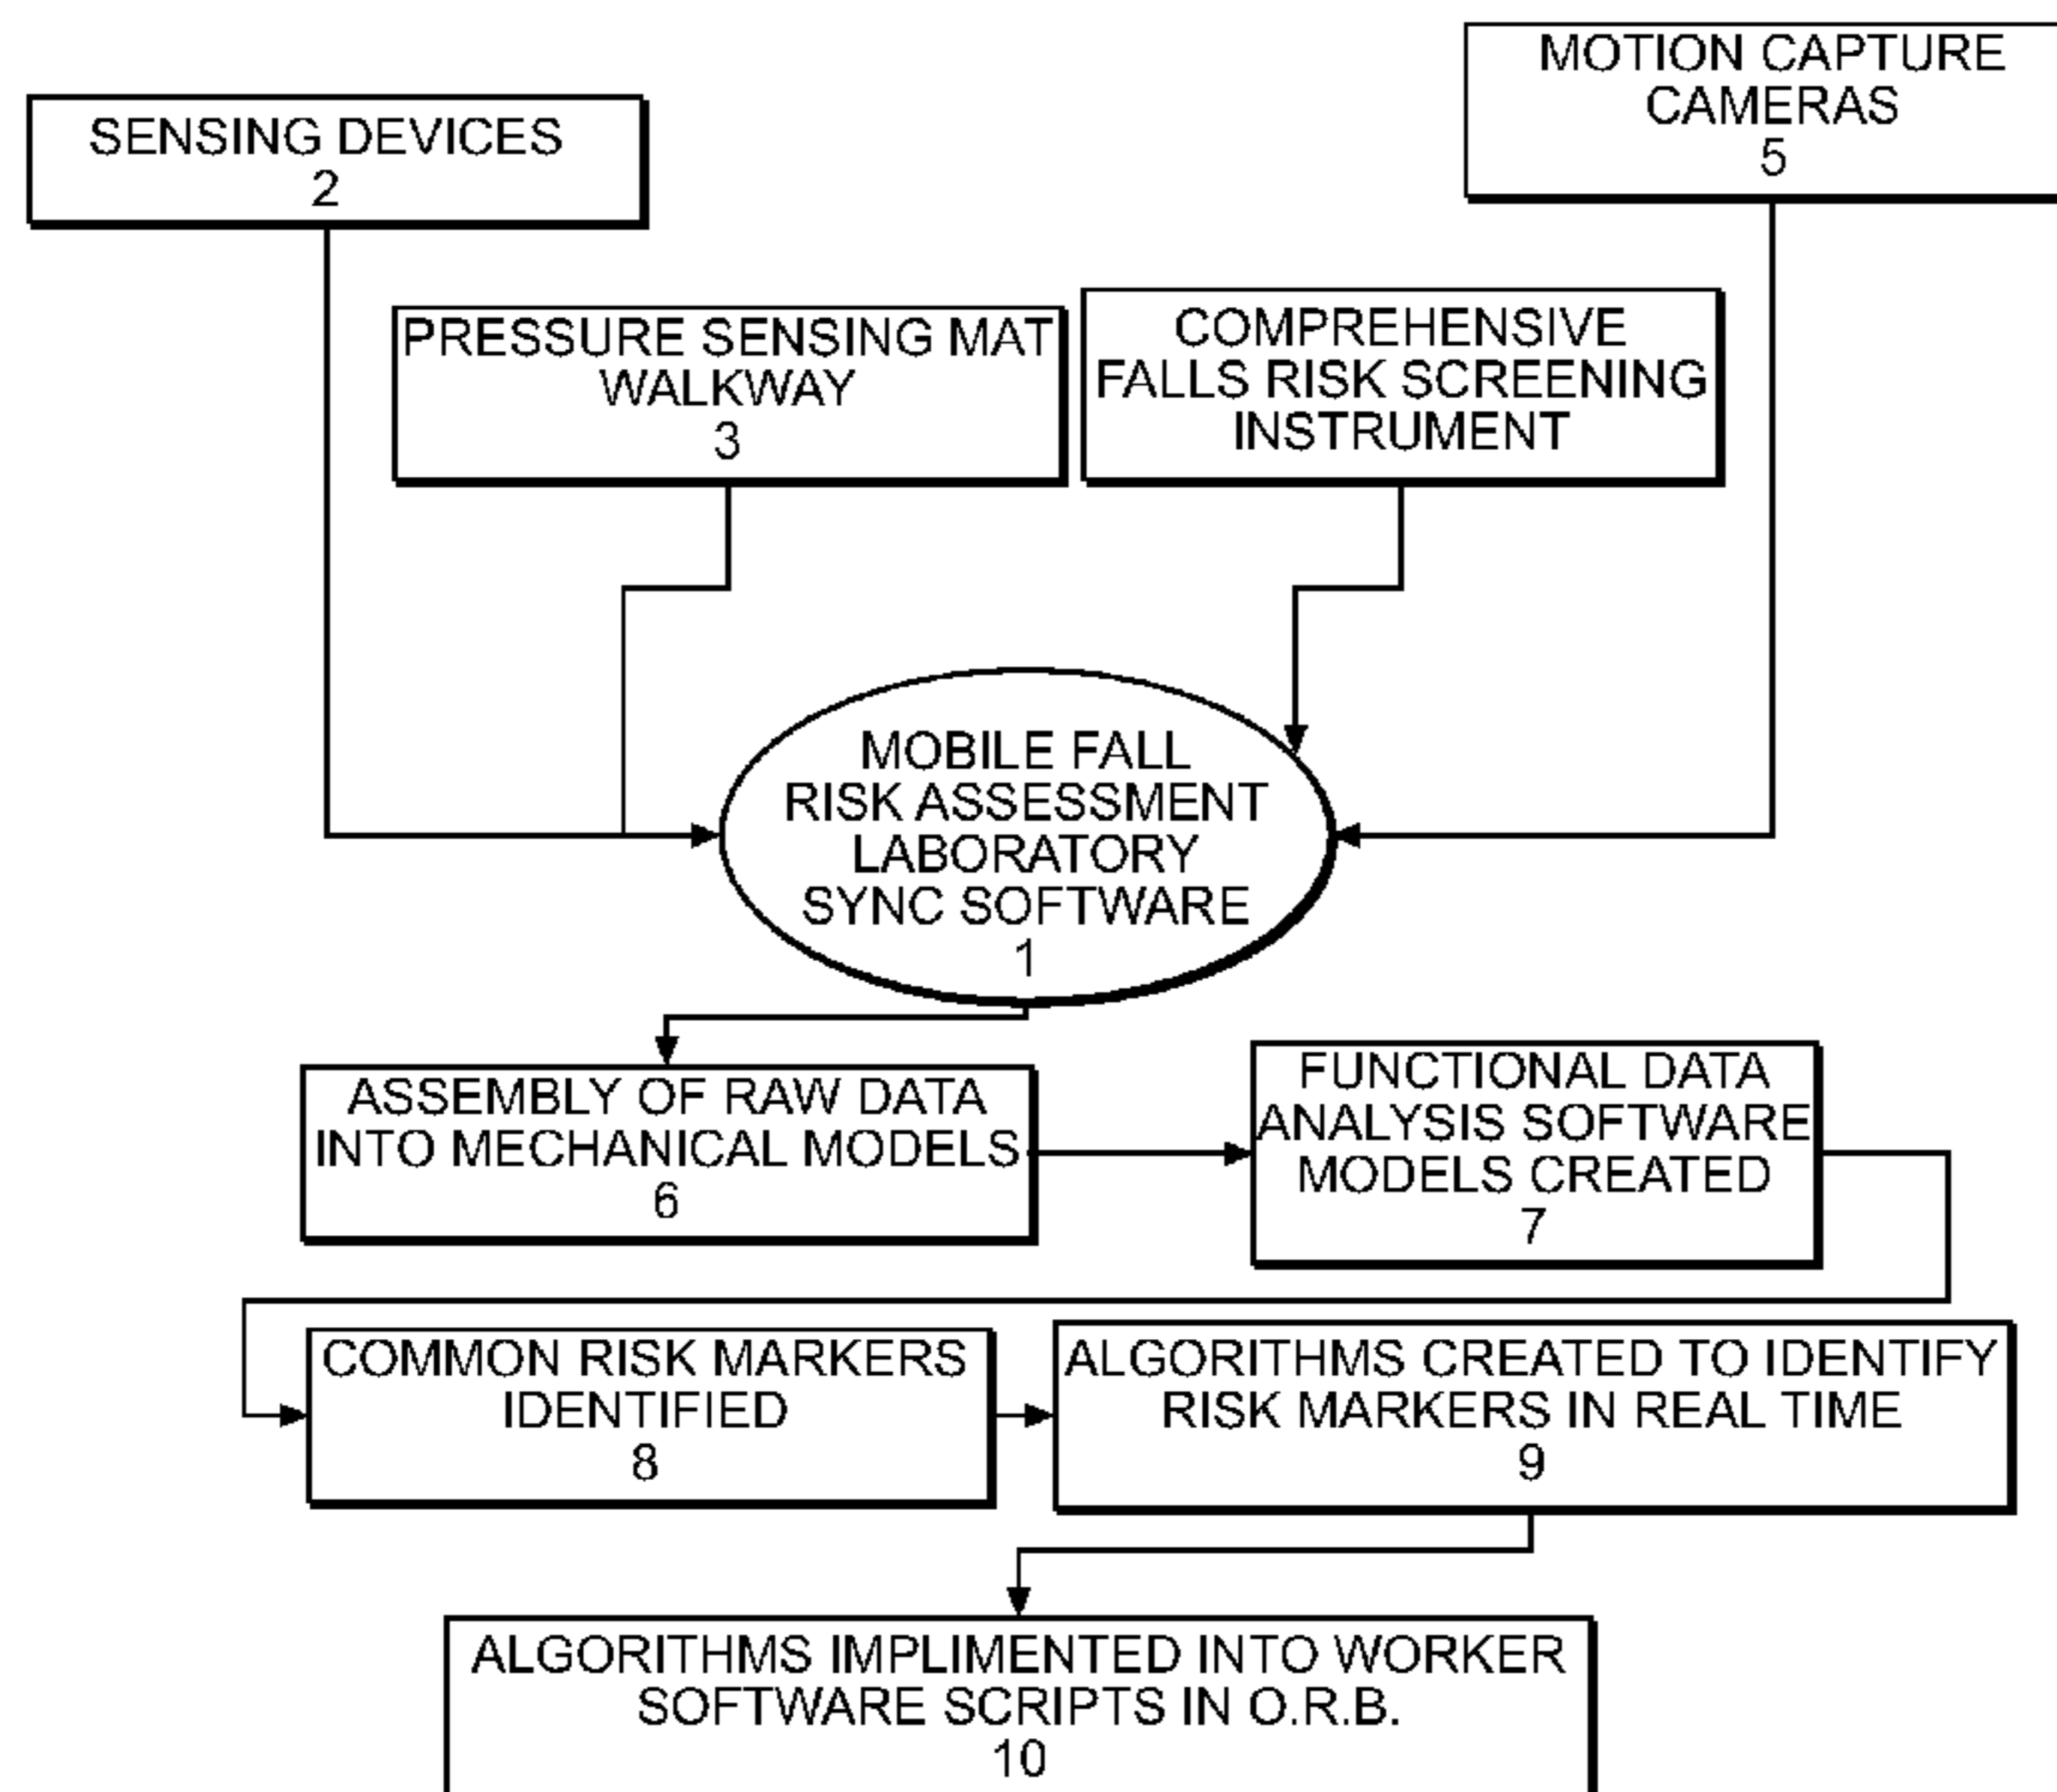 SENSING DEVICES
2
MOTION CAPTURE
CAMERAS
5
PRESSURE SENSING MAT
WALKWAY
3
COMPREHENSIVE
FALLS RISK SCREENING
INSTRUMENT
MOBILE FALL
RISK ASSESSMENT
LABORATORY
SYNC SOFTWARE
1
ASSEMBLY OF RAW DATA
INTO MECHANICAL MODELS
6
FUNCTIONAL DATA
ANALYSIS SOFTWARE
MODELS CREATED
7
COMMON RISK MARKERS
IDENTIFIED
8
ALGORITHMS CREATED TO IDENTIFY
RISK MARKERS IN REAL TIME
9
ALGORITHMS IMPLIMENTED INTO WORKER
SOFTWARE SCRIPTS IN O.R.B.
10